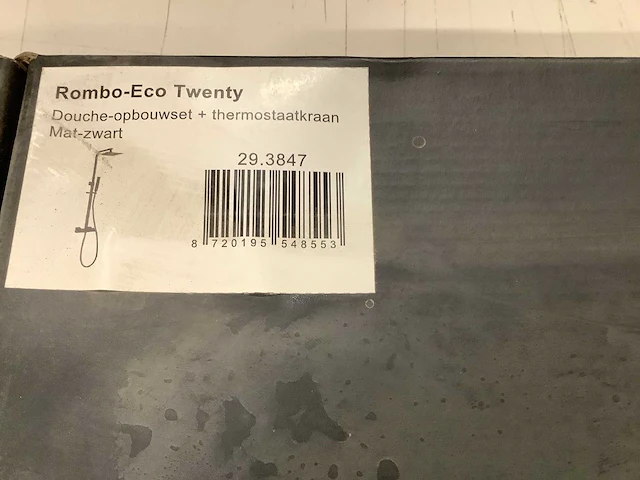 Rombo-Eco Twenty
Douche-opbouwset + thermostaatkraan
Mat-zwart
29.3847
8 720195 548553